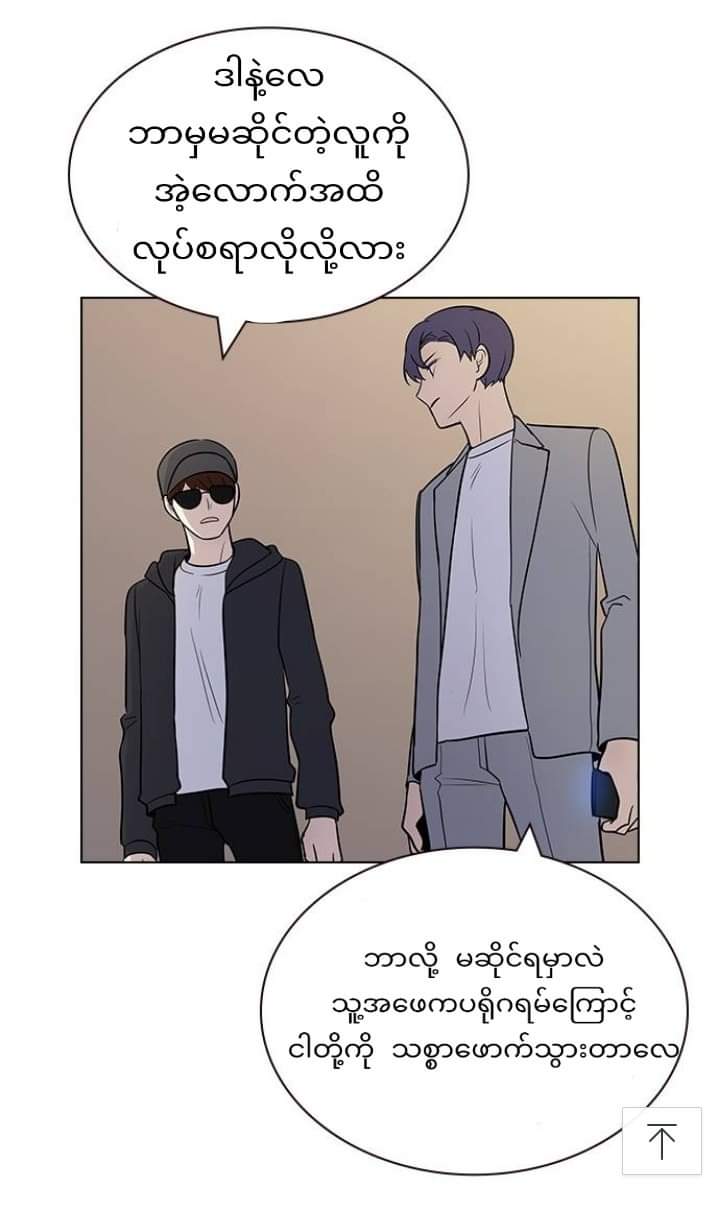 ဒါနဲ့လေ
ဘာမှမဆိုင်တဲ့လူကို
အဲ့လောက်အထိ
လုပ်စရာလိုလို့လား
ဘာလို့ မဆိုင်ရမှာလဲ
သူ့အဖေကပရိုဂရမ်ကြောင့်
ငါတို့ကို သစ္စာဖောက်သွားတာလေ